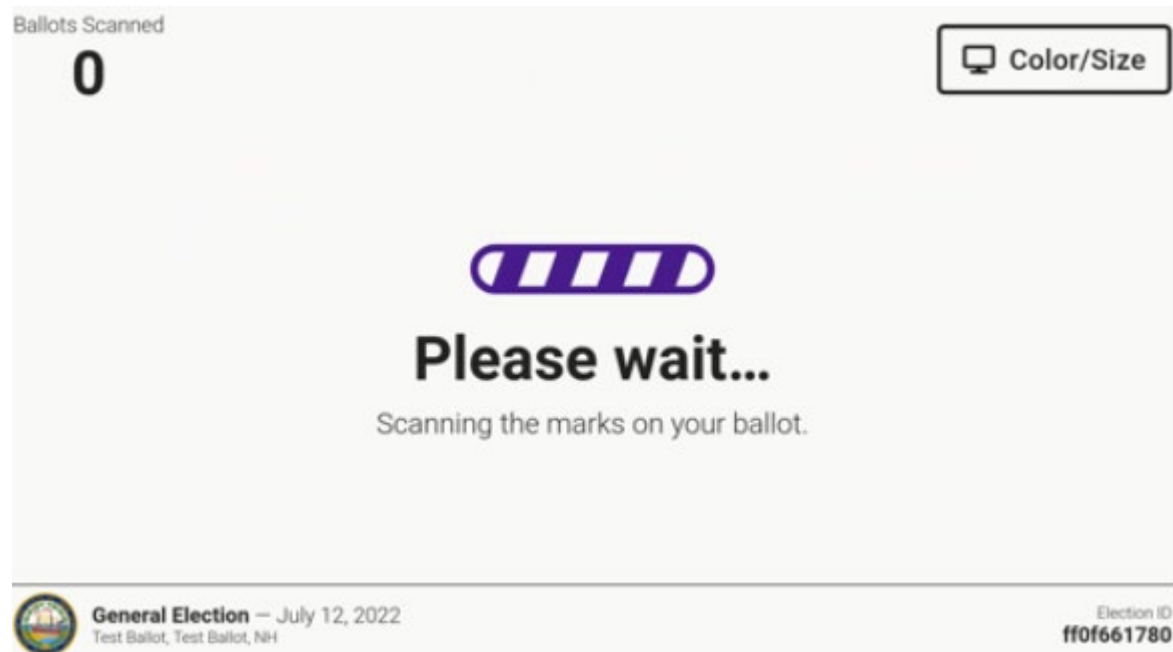 Ballots Scanned
0
Color/Size
Please wait...
Scanning the marks on your ballot.
General Election — July 12, 2022
Test Ballot, Test Ballot, NH
Election ID
ff0f661780